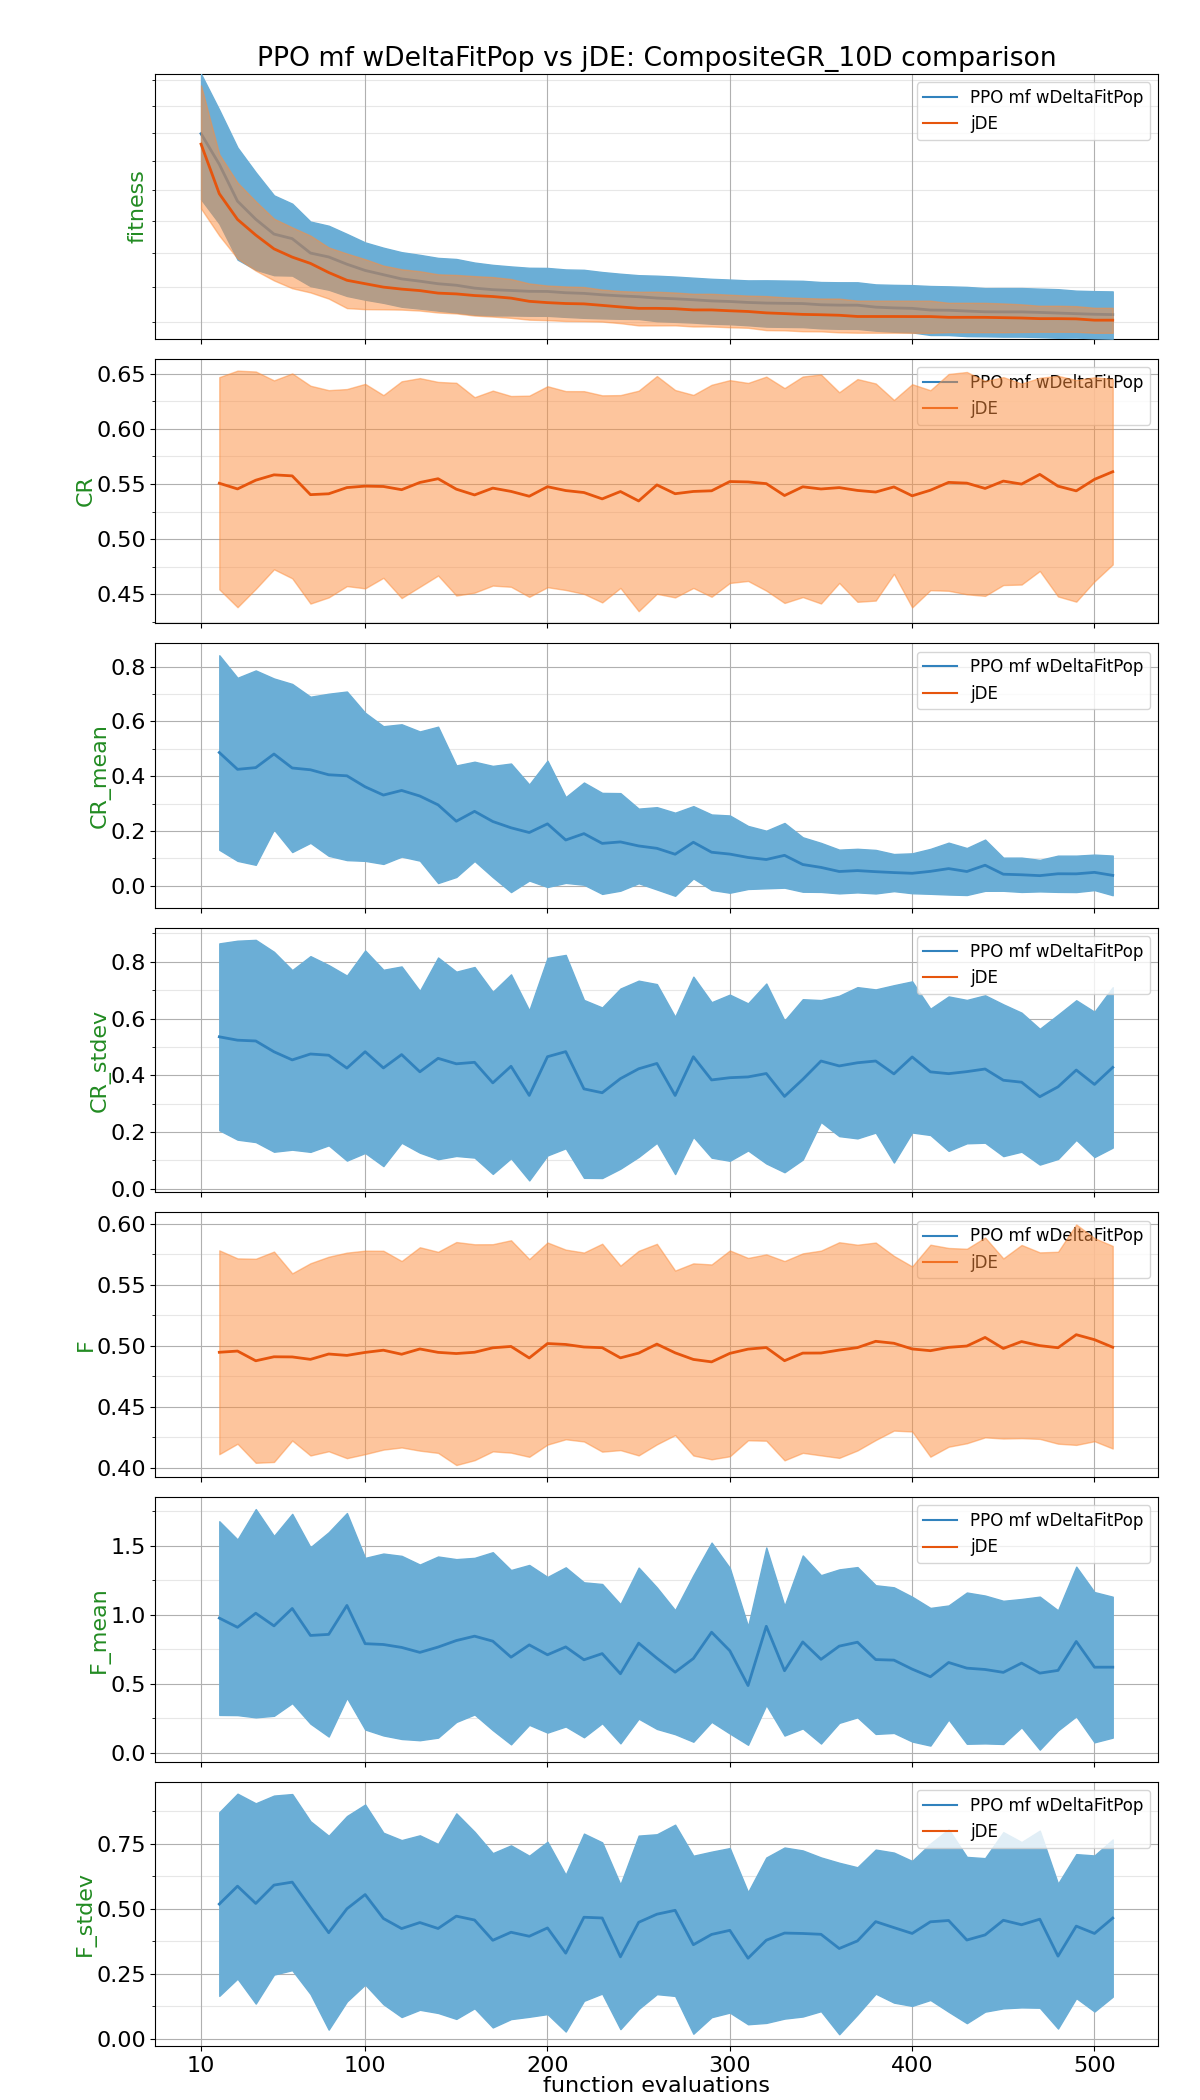 PPO mf wDeltaFitPop vs jDE: CompositeGR_10D comparison
fitness
PPO mf wDeltaFitPop
jDE
CR
0.65
0.60
0.55
0.50
0.45
PPO mf wDeltaFitPop
jDE
CR_mean
0.8
0.6
0.4
0.2
0.0
PPO mf wDeltaFitPop
jDE
CR_stdev
0.8
0.6
0.4
0.2
0.0
PPO mf wDeltaFitPop
jDE
F
0.60
0.55
0.50
0.45
0.40
PPO mf wDeltaFitPop
jDE
F_mean
1.5
1.0
0.5
0.0
PPO mf wDeltaFitPop
jDE
F_stdev
0.75
0.50
0.25
0.00
PPO mf wDeltaFitPop
jDE
10 100 200 300 400 500
function evaluations